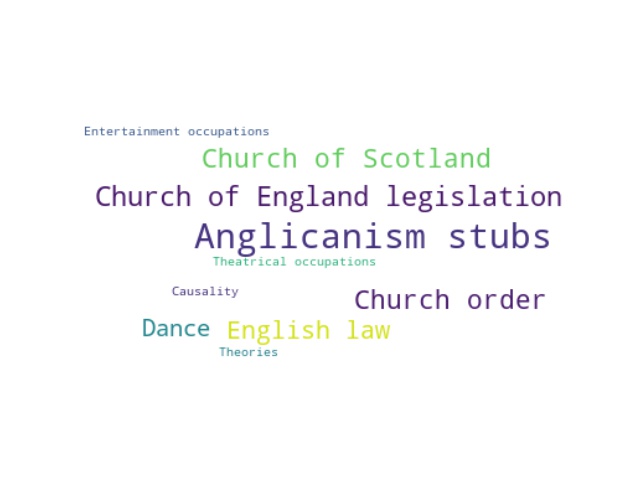 Entertainment occupations
Church of Scotland
Church of England legislation
Anglicanism stubs
Theatrical occupations
Causality
Church order
Dance English law
Theories